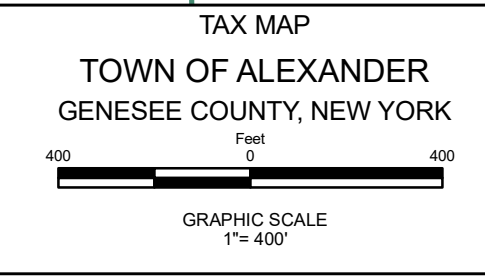 TAX MAP
TOWN OF ALEXANDER
GENESEE COUNTY, NEW YORK
Feet
400 0 400
GRAPHIC SCALE
1"= 400'